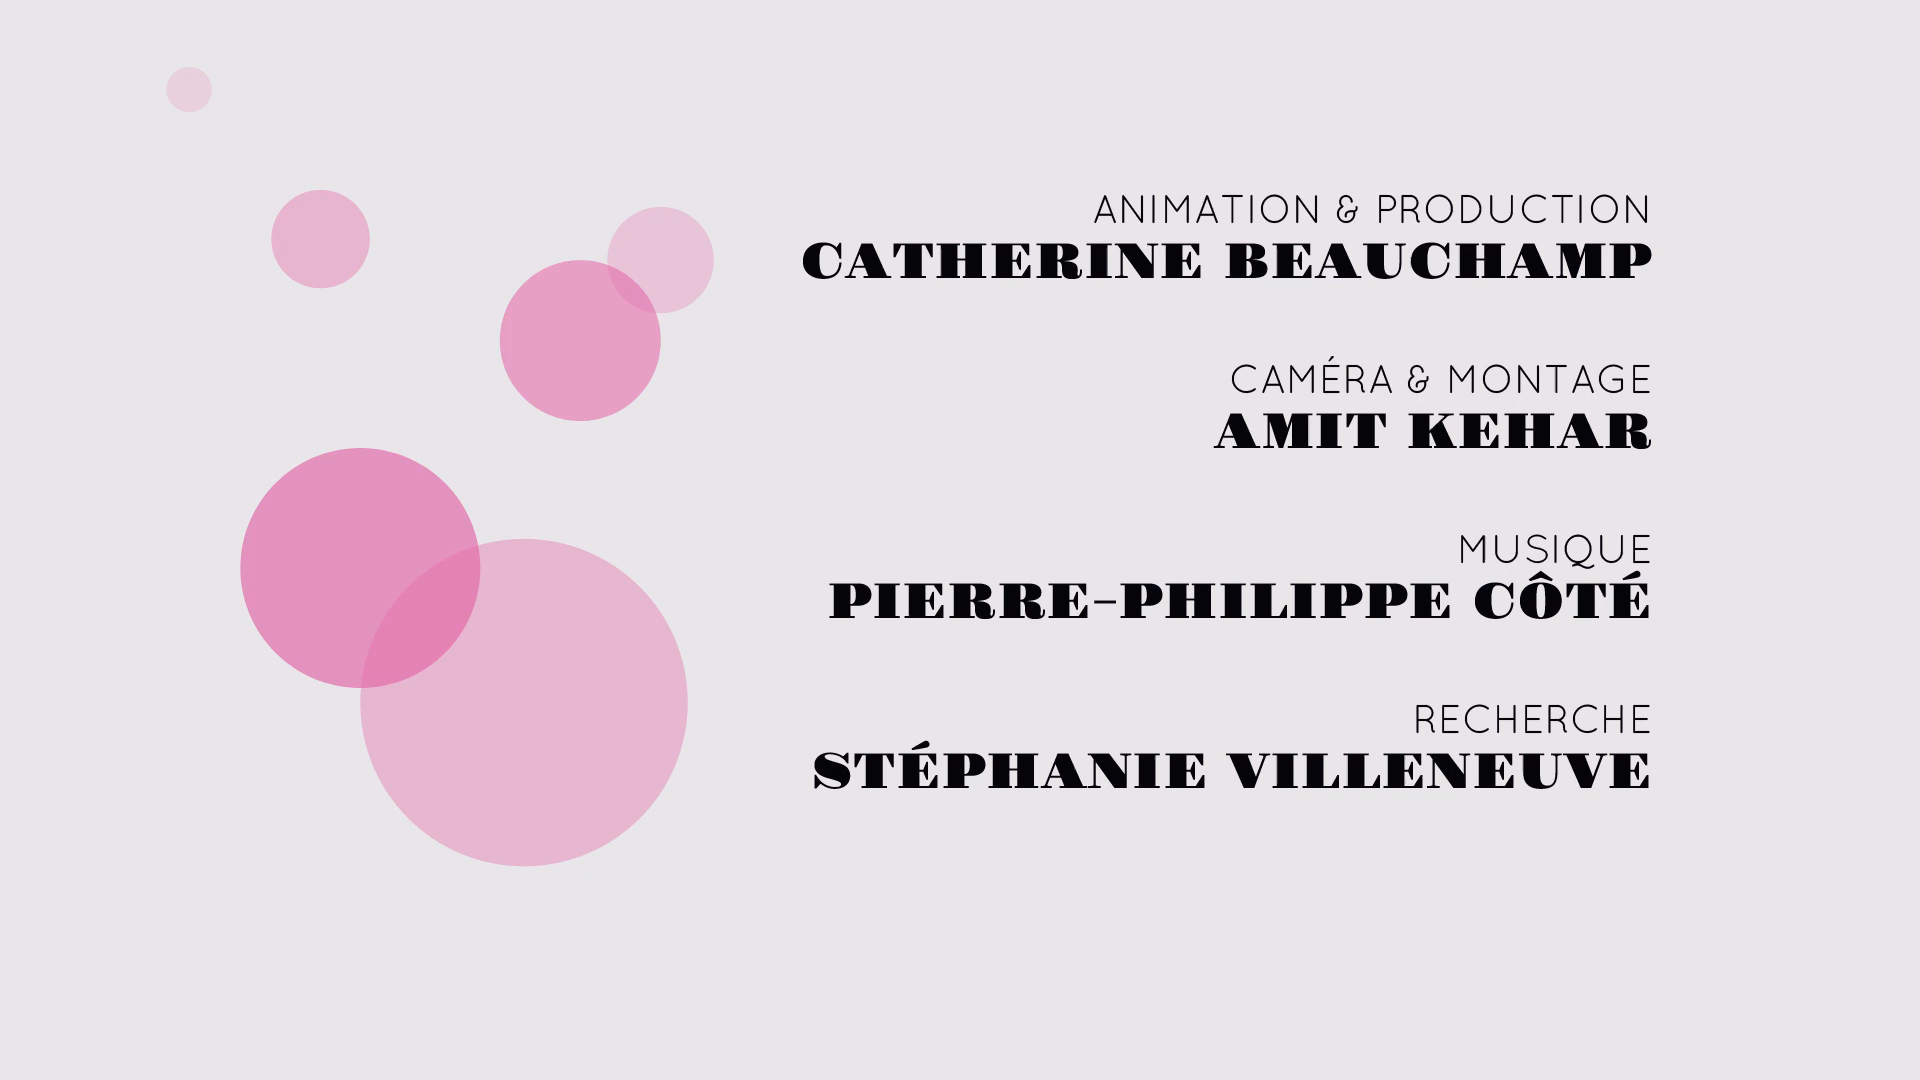 ANIMATION & PRODUCTION
CATHERINE BEAUCHAMP
CAMÉRA & MONTAGE
AMIT KEHAR
MUSIQUE
PIERRE-PHILIPPE CÔTÉ
RECHERCHE
STÉPHANIE VILLENEUVE